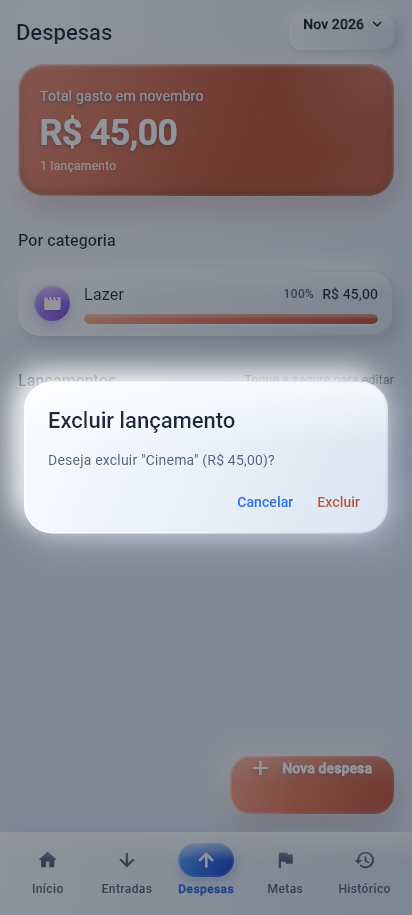 Despesas
Nov 2026
Total gasto em novembro
R$ 45,00
1 lançamento
Por categoria
Lazer
100% R$ 45,00
Lançamentos
Toque e segure para editar
Excluir lançamento
Deseja excluir "Cinema" (R$ 45,00)?
Cancelar
Excluir
Nova despesa
Início
Entradas
Despesas
Metas
Histórico